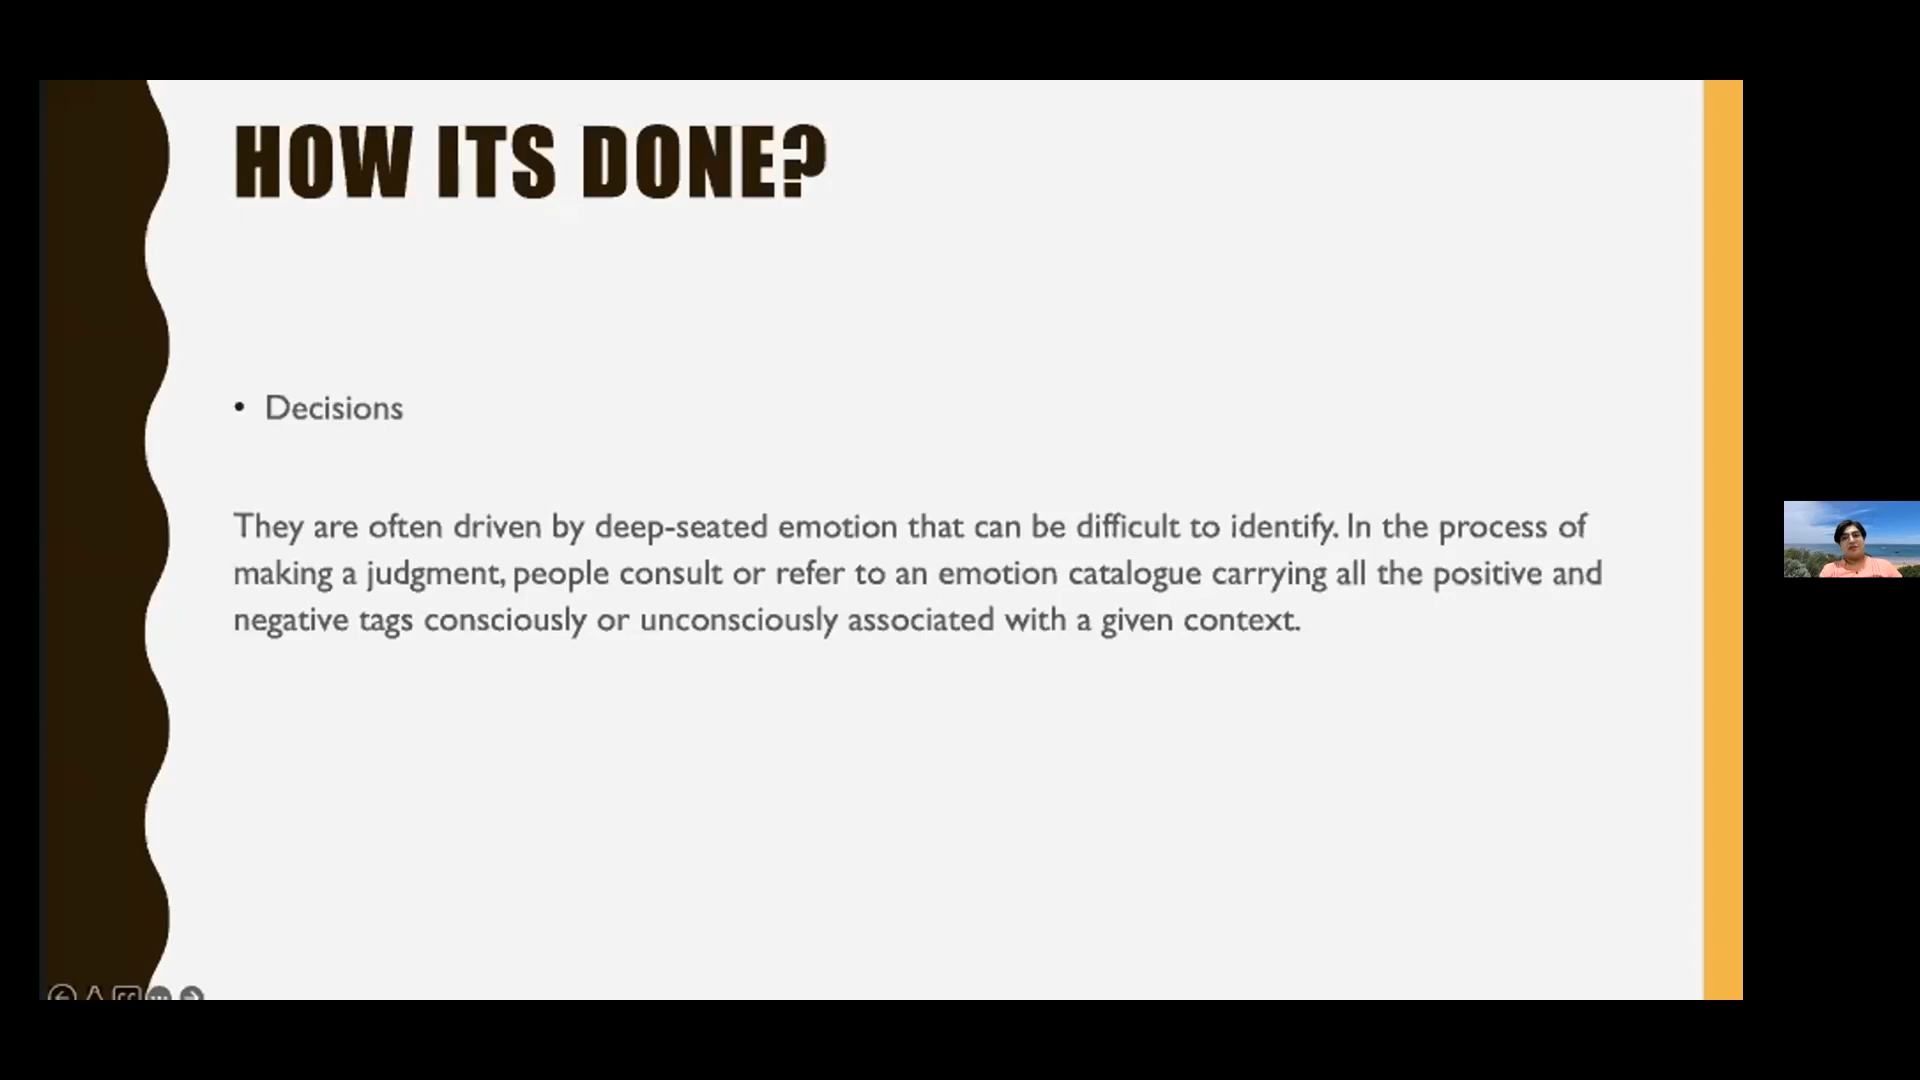 HOW ITS DONE?
• Decisions
They are often driven by deep-seated emotion that can be difficult to identify. In the process of
making a judgment, people consult or refer to an emotion catalogue carrying all the positive and
negative tags consciously or unconsciously associated with a given context.